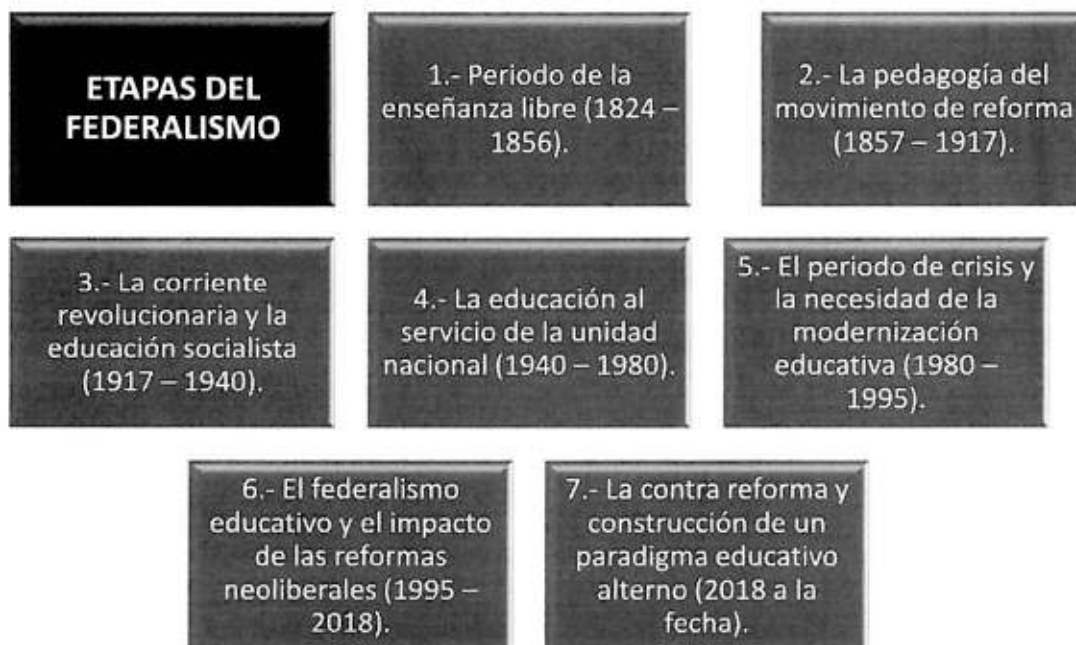 ETAPAS DEL
FEDERALISMO
1.- Periodo de la
enseñanza libre (1824 –
1856).
2.- La pedagogía del
movimiento de reforma
(1857 – 1917).
3.- La corriente
revolucionaria y la
educación socialista
(1917 – 1940).
4.- La educación al
servicio de la unidad
nacional (1940 – 1980).
5.- El periodo de crisis y
la necesidad de la
modernización
educativa (1980 –
1995).
6.- El federalismo
educativo y el impacto
de las reformas
neoliberales (1995 –
2018).
7.- La contra reforma y
construcción de un
paradigma educativo
alterno (2018 a la
fecha).